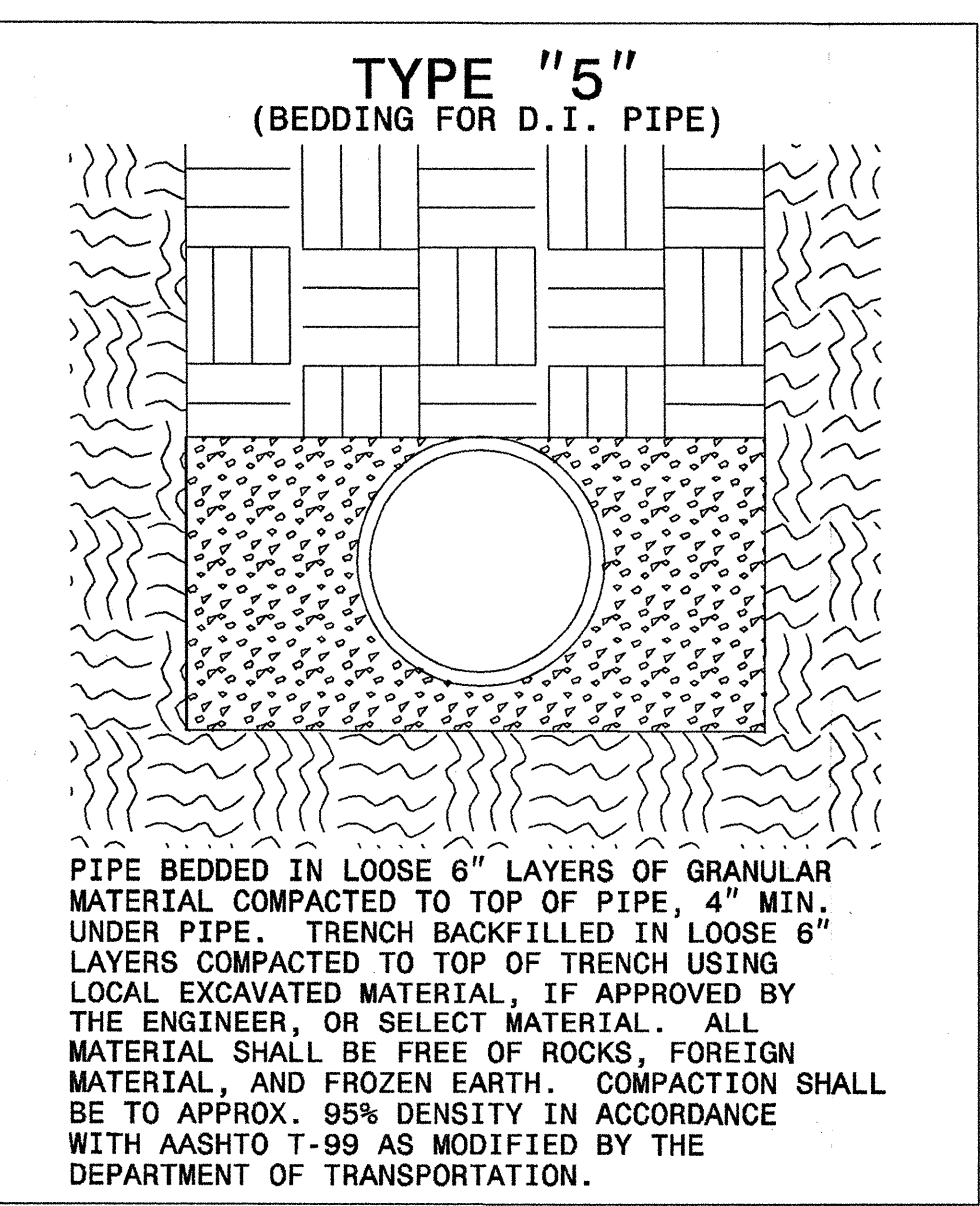 TYPE "5"
(BEDDING FOR D.I. PIPE)
PIPE BEDDED IN LOOSE 6" LAYERS OF GRANULAR
MATERIAL COMPACTED TO TOP OF PIPE, 4" MIN.
UNDER PIPE. TRENCH BACKFILLED IN LOOSE 6"
LAYERS COMPACTED TO TOP OF TRENCH USING
LOCAL EXCAVATED MATERIAL, IF APPROVED BY
THE ENGINEER, OR SELECT MATERIAL. ALL
MATERIAL SHALL BE FREE OF ROCKS, FOREIGN
MATERIAL, AND FROZEN EARTH. COMPACTION SHALL
BE TO APPROX. 95% DENSITY IN ACCORDANCE
WITH AASHTO T-99 AS MODIFIED BY THE
DEPARTMENT OF TRANSPORTATION.